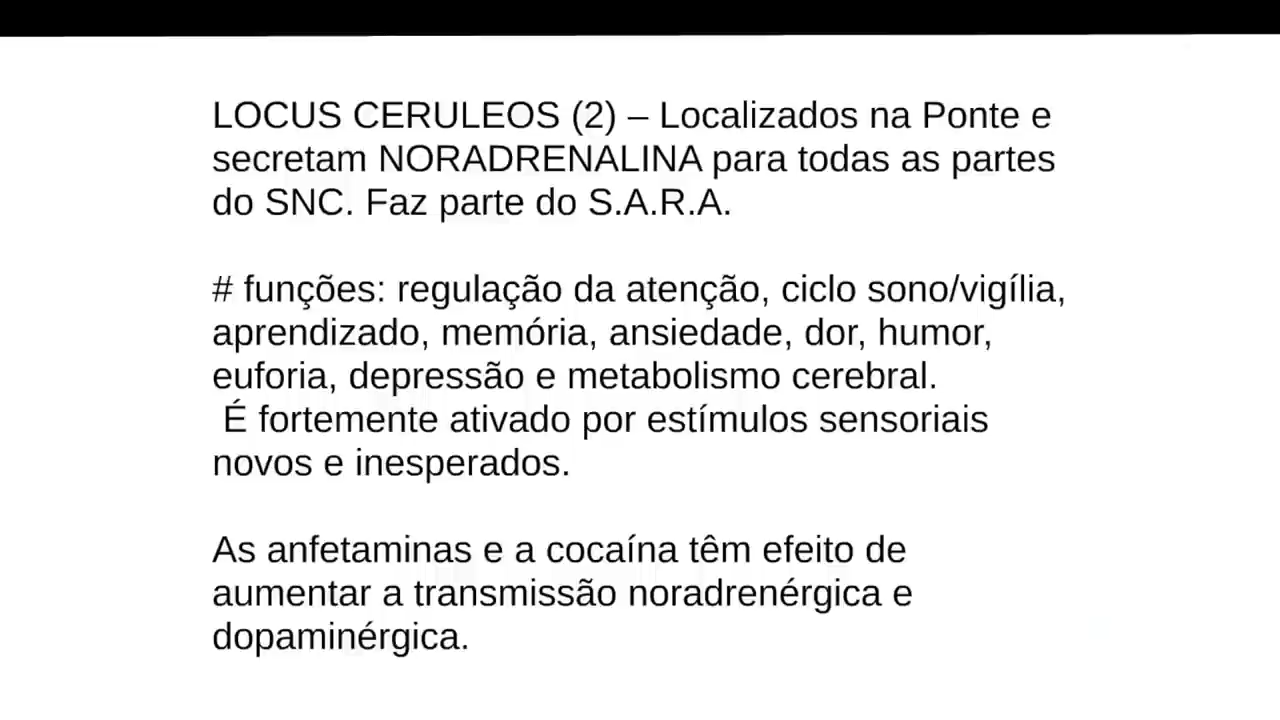 LOCUS CERULEOS (2) – Localizados na Ponte e
secretam NORADRENALINA para todas as partes
do SNC. Faz parte do S.A.R.A.
# funções: regulação da atenção, ciclo sono/vigília,
aprendizado, memória, ansiedade, dor, humor,
euforia, depressão e metabolismo cerebral.
É fortemente ativado por estímulos sensoriais
novos e inesperados.
As anfetaminas e a cocaína têm efeito de
aumentar a transmissão noradrenérgica e
dopaminérgica.